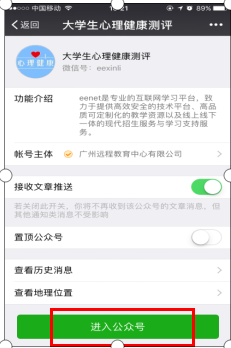 中国移动
21
89%
返回
大学生心理健康测评
心理健康
大学生心理健康测评
微信号：eexinli
功能介绍
eenet是专业的互联网学习平台，致
力于提供高效安全的技术平台、高品
质可定制化的教学资源以及线上线下
一体的现代招生服务与学习支持服
务。
帐号主体
广州远程教育中心有限公司
接收文章推送
若关闭此开关，你将不再收到该公众号的文章消息，但
其他通知类消息不受影响
置顶公众号
查看历史消息
查看地理位置
进入公众号